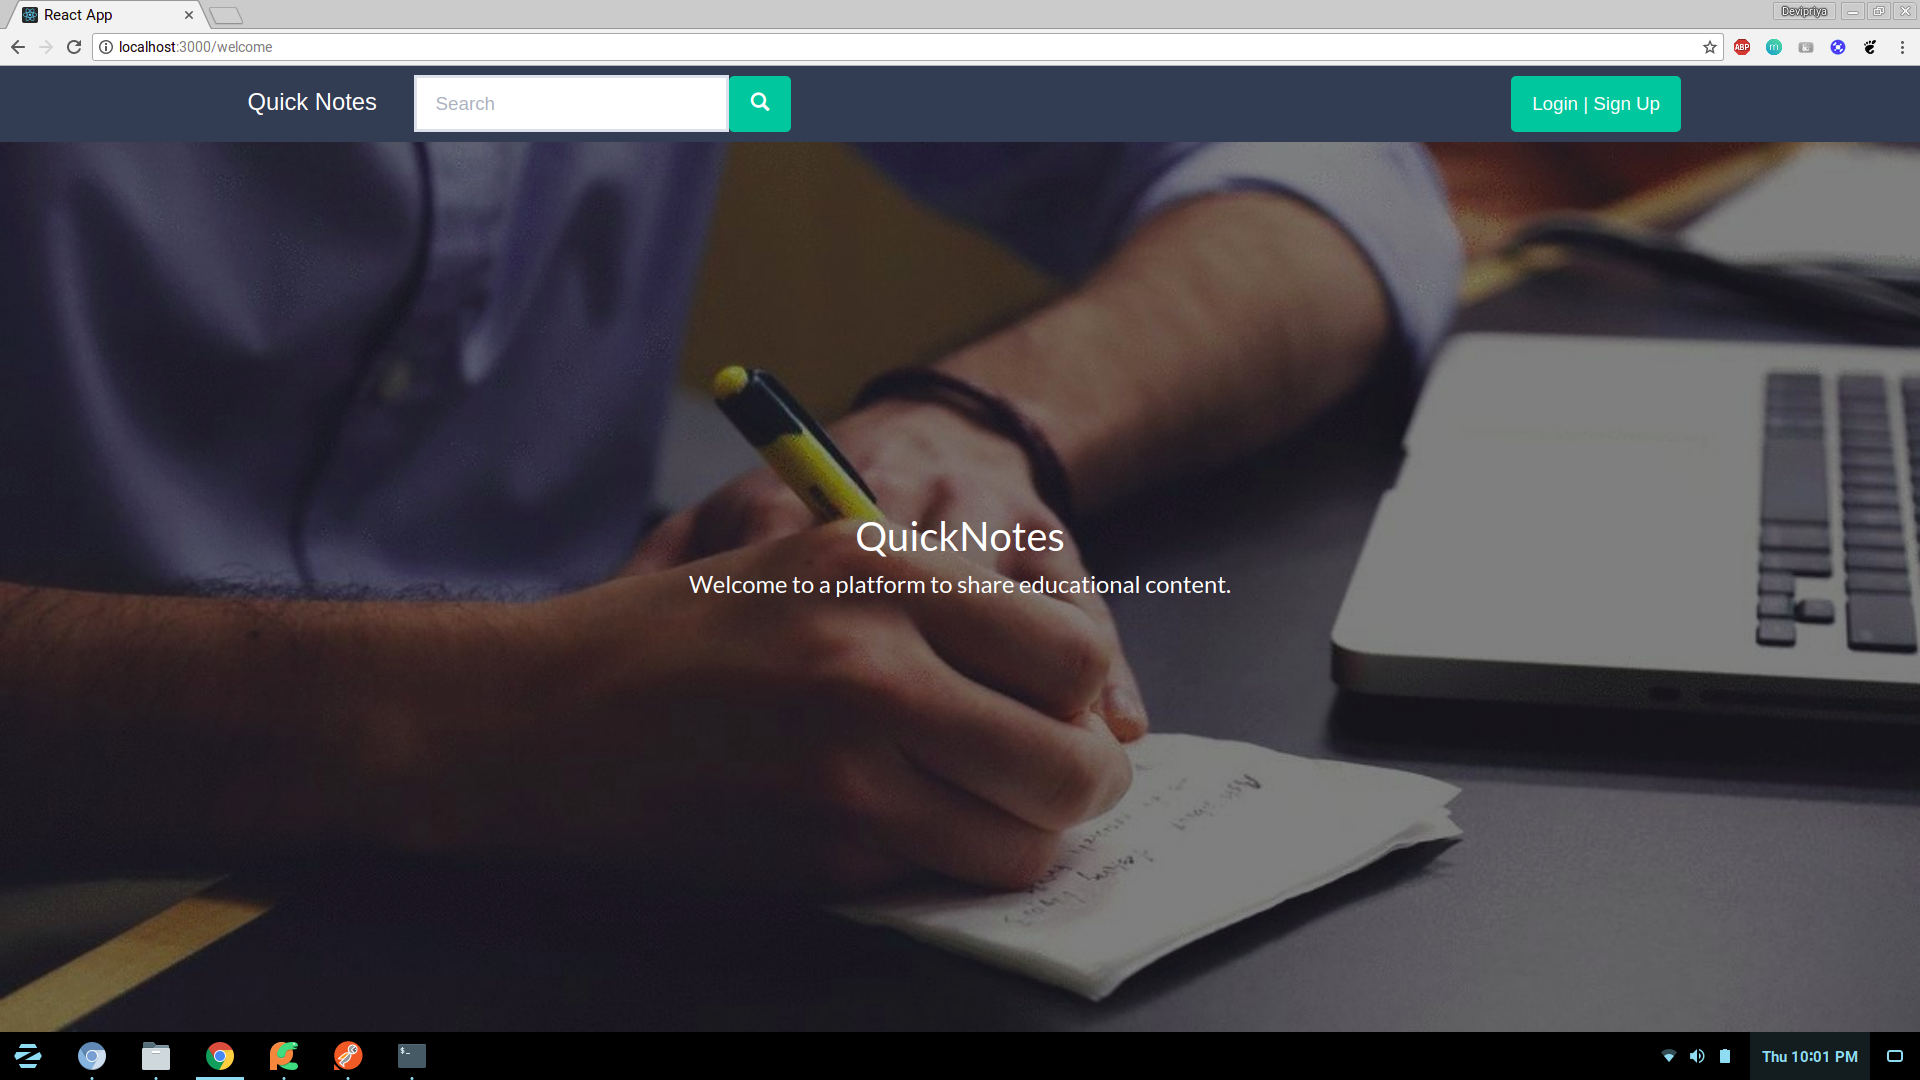 React App
Devipriya
localhost:3000/welcome
ABP
m
Quick Notes
Search
Login | Sign Up
QuickNotes
Welcome to a platform to share educational content.
$-
Thu 10:01 PM